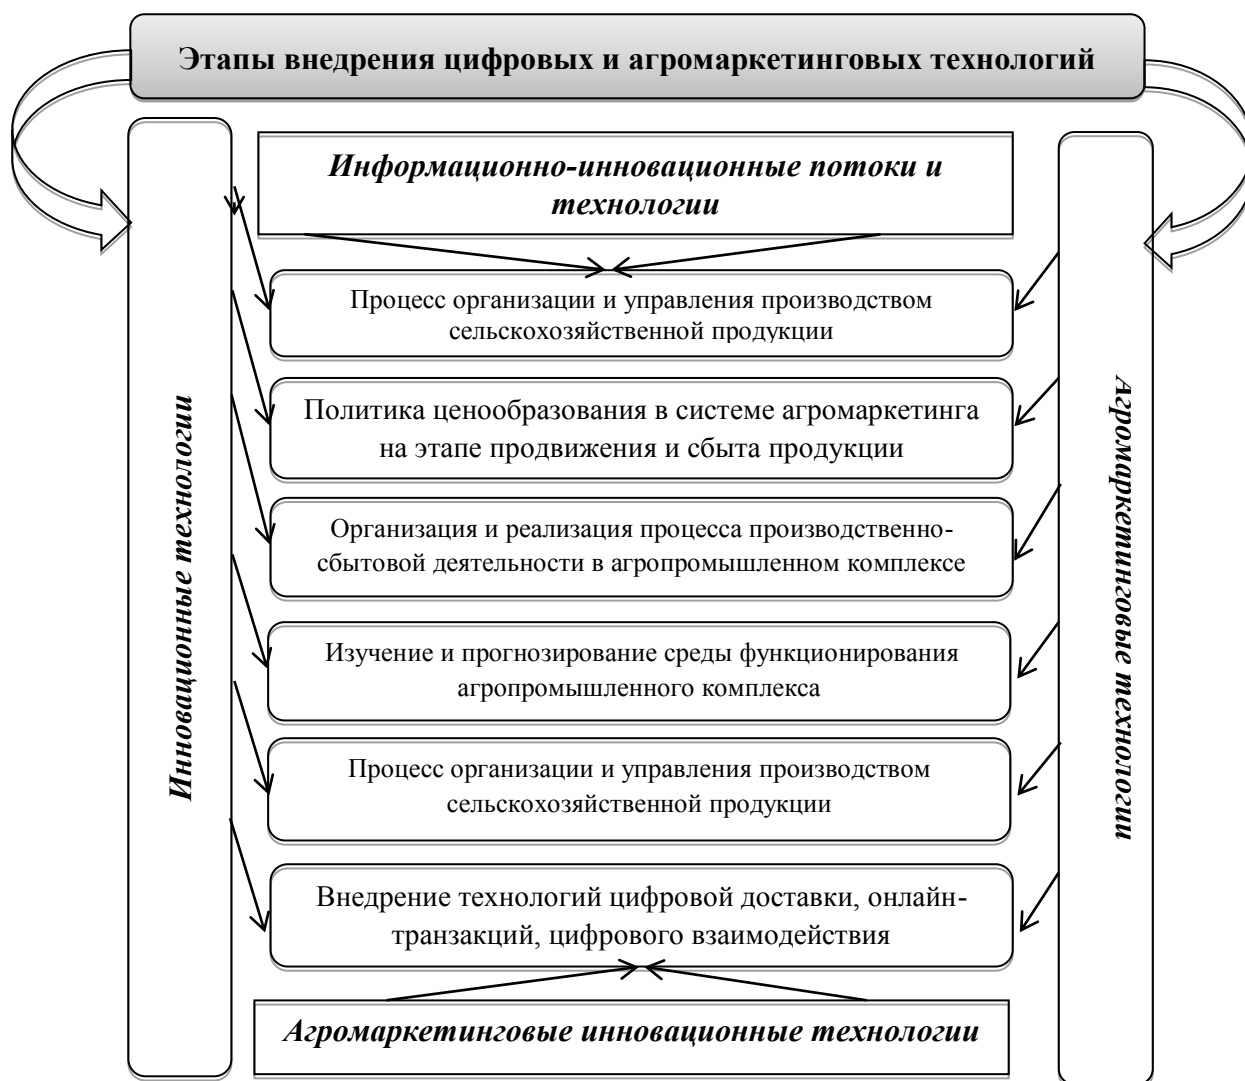 Этапы внедрения цифровых и агромаркетинговых технологий
Информационно-инновационные потоки и
технологии
Процесс организации и управления производством
сельскохозяйственной продукции
Политика ценообразования в системе агромаркетинга
на этапе продвижения и сбыта продукции
Организация и реализация процесса производственно-
сбытовой деятельности в агропромышленном комплексе
Изучение и прогнозирование среды функционирования
агропромышленного комплекса
Процесс организации и управления производством
сельскохозяйственной продукции
Внедрение технологий цифровой доставки, онлайн-
транзакций, цифрового взаимодействия
Агромаркетинговые инновационные технологии
Инновационные технологии
Агромаркетинговые технологии